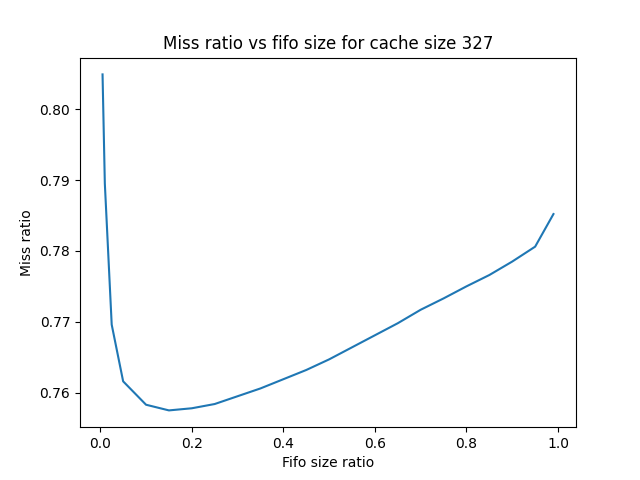 Miss ratio vs fifo size for cache size 327
0.80
0.79
0.78
0.77
0.76
Miss ratio
0.0 0.2 0.4 0.6 0.8 1.0
Fifo size ratio